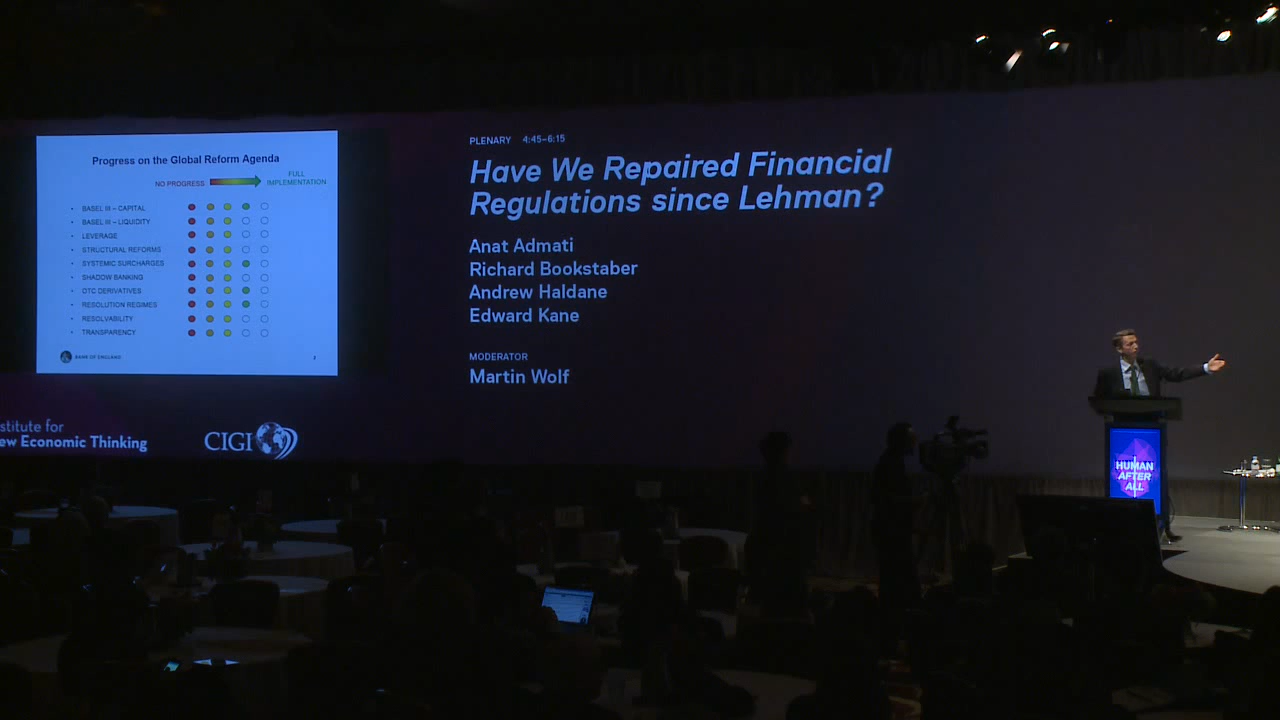 Progress on the Global Reform Agenda
NO PROGRESS
FULL
IMPLEMENTATION
• BASEL III – CAPITAL
• BASEL III – LIQUIDITY
• LEVERAGE
• STRUCTURAL REFORMS
• SYSTEMIC SURCHARGES
• SHADOW BANKING
• OTC DERIVATIVES
• RESOLUTION REGIMES
• RESOLVABILITY
• TRANSPARENCY
BANK OF ENGLAND
PLENARY 4:45–6:15
Have We Repaired Financial
Regulations since Lehman?
Anat Admati
Richard Bookstaber
Andrew Haldane
Edward Kane
MODERATOR
Martin Wolf
stitute for
ew Economic Thinking
CIGI
HUMAN
AFTER
ALL